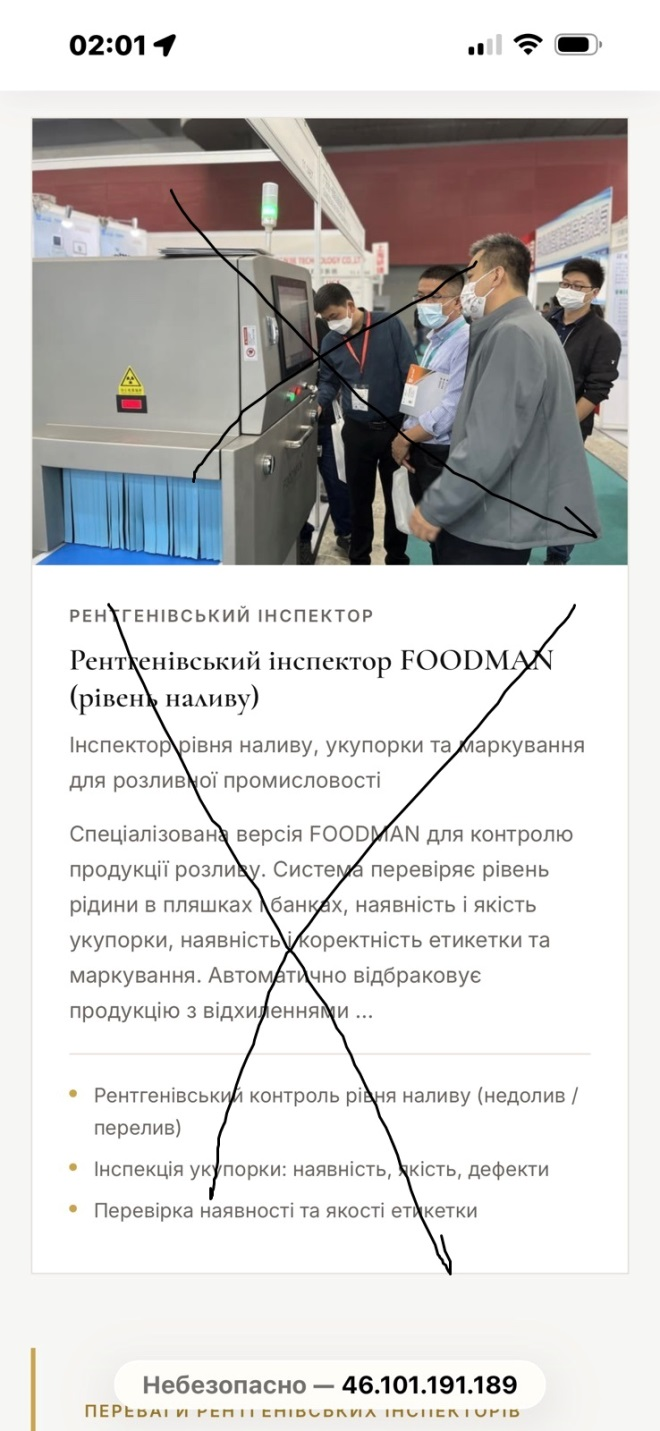 02:01
РЕНТГЕНІВСЬКИЙ ІНСПЕКТОР
Рентгенівський інспектор FOODMAN
(рівень наливу)
Інспектор рівня наливу, укупорки та маркування
для розливної промисловості
Спеціалізована версія FOODMAN для контролю
продукції розливу. Система перевіряє рівень
рідини в пляшках і банках, наявність і якість
укупорки, наявність і коректність етикетки та
маркування. Автоматично відбраковує
продукцію з відхиленнями ...
Рентгенівський контроль рівня наливу (недолив /
перелив)
Інспекція укупорки: наявність, якість, дефекти
Перевірка наявності та якості етикетки
Небезопасно — 46.101.191.189
ПЕРЕВАГИ РЕНТГЕНІВСЬКИХ ІНСПЕКТОРІВ